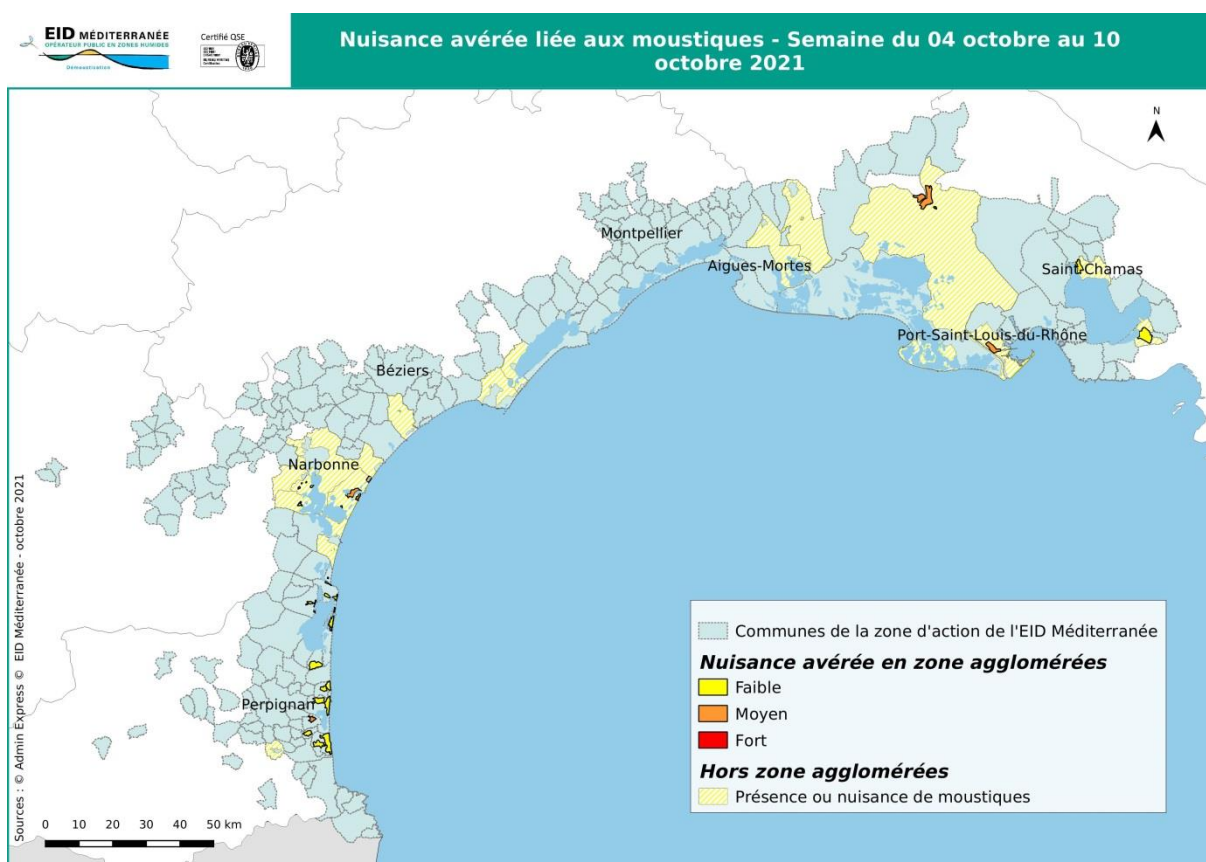 EID MÉDITERRANÉE
OPÉRATEUR PUBLIC EN ZONES HUMIDES
Démoustication
Certifié QSE
Nuisance avérée liée aux moustiques - Semaine du 04 octobre au 10
octobre 2021
N
Montpellier
Aigues-Mortes
Saint-Chamas
Port-Saint-Louis-du-Rhône
Béziers
Narbonne
Perpignan
Communes de la zone d'action de l'EID Méditerranée
Nuisance avérée en zone agglomérées
Faible
Moyen
Fort
Hors zone agglomérées
Présence ou nuisance de moustiques
0 10 20 30 40 50 km
Sources : © Admin Express © EID Méditerranée - octobre 2021